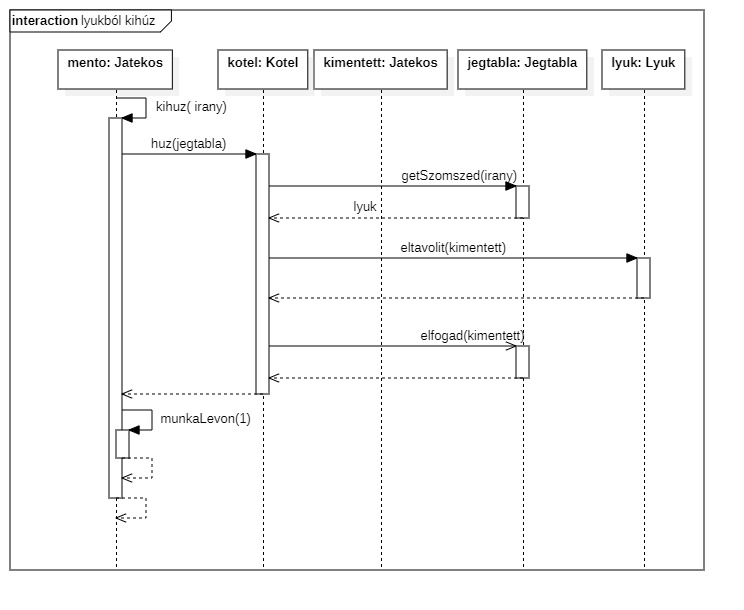 interaction lyukból kihúz
mento: Jatekos
kotel: Kotel
kimentett: Jatekos
jegtabla: Jegtabla
lyuk: Lyuk
kihuz( irany)
huz(jegtabla)
getSzomszed(irany)
lyuk
eltavolit(kimentett)
elfogad(kimentett)
munkaLevon(1)